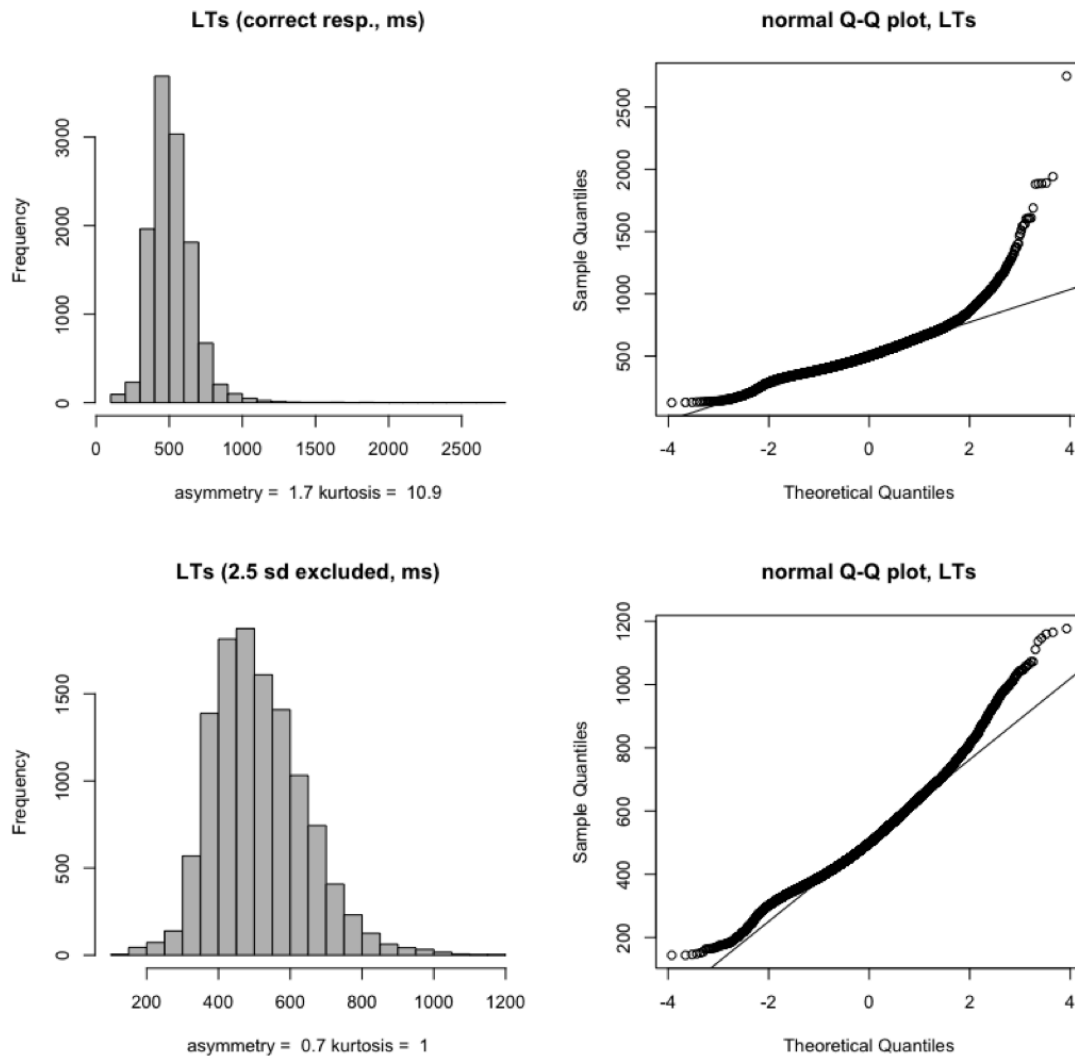 LTs (correct resp., ms)
Frequency
3000
2000
1000
0
0 500 1000 1500 2000 2500
asymmetry = 1.7 kurtosis = 10.9
normal Q-Q plot, LTs
Sample Quantiles
2500
2000
1500
1000
500
-4 -2 0 2 4
Theoretical Quantiles
LTs (2.5 sd excluded, ms)
Frequency
1500
1000
500
0
200 400 600 800 1000 1200
asymmetry = 0.7 kurtosis = 1
normal Q-Q plot, LTs
Sample Quantiles
1200
1000
800
600
400
200
-4 -2 0 2 4
Theoretical Quantiles